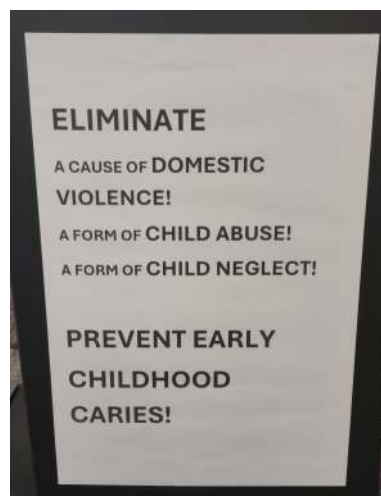 ELIMINATE
A CAUSE OF DOMESTIC
VIOLENCE!
A FORM OF CHILD ABUSE!
A FORM OF CHILD NEGLECT!
PREVENT EARLY
CHILDHOOD
CARIES!